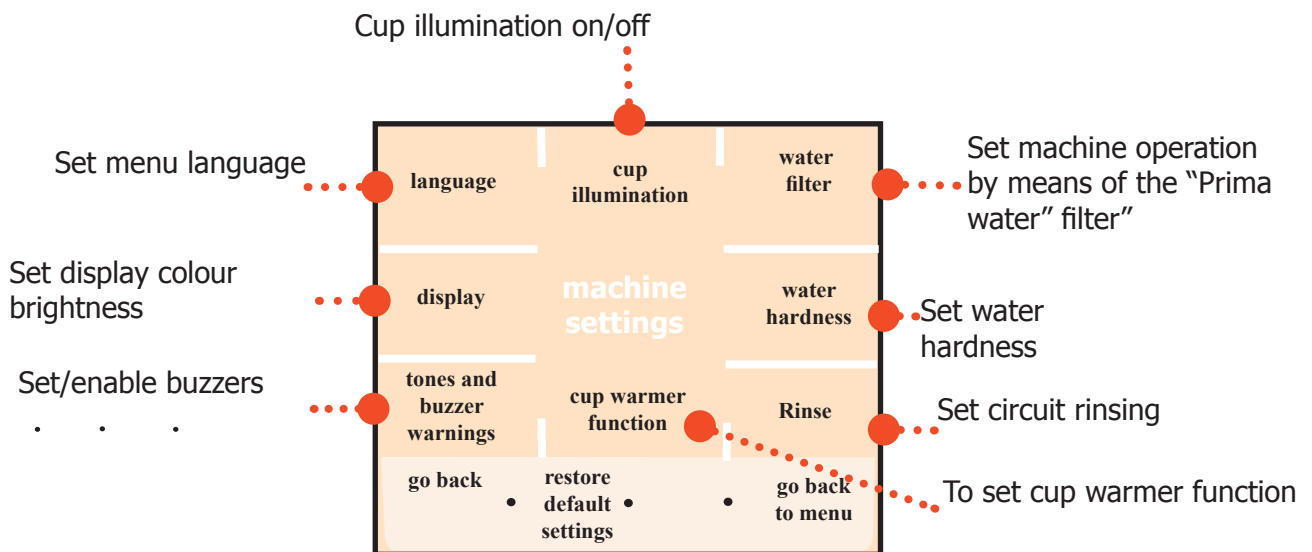 Cup illumination on/off
Set menu language
language
cup
illumination
water
filter
Set machine operation
by means of the “Prima
water” filter”
Set display colour
brightness
display
machine
settings
water
hardness
Set water
hardness
Set/enable buzzers
tones and
buzzer
warnings
cup warmer
function
Rinse
Set circuit rinsing
go back
restore
default
settings
go back
to menu
To set cup warmer function